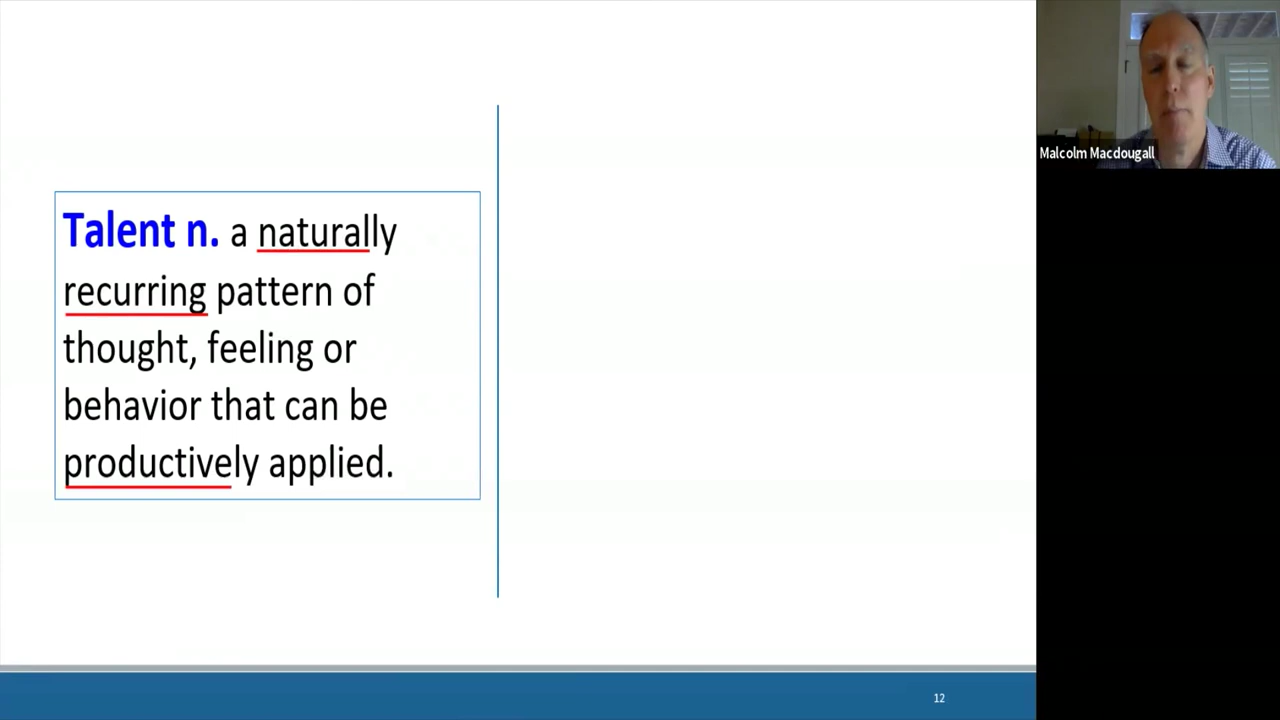 Talent n. a naturally
recurring pattern of
thought, feeling or
behavior that can be
productively applied.
12
Malcolm Macdougall